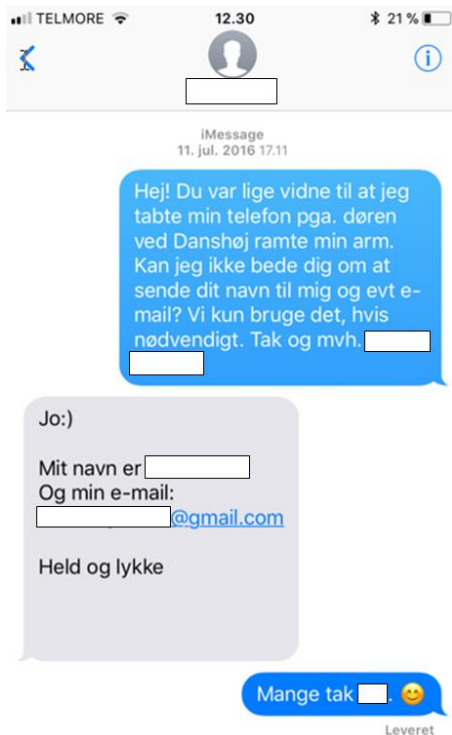 TELMORE 12.30 21 %
iMessage
11. jul. 2016 17.11
Hej! Du var lige vidne til at jeg
tabte min telefon pga. døren
ved Danshøj ramte min arm.
Kan jeg ikke bede dig om at
sende dit navn til mig og evt e-
mail? Vi kun bruge det, hvis
nødvendigt. Tak og mvh.
Jo:)
Mit navn er
Og min e-mail:
@gmail.com
Held og lykke
Mange tak . 😊
Leveret